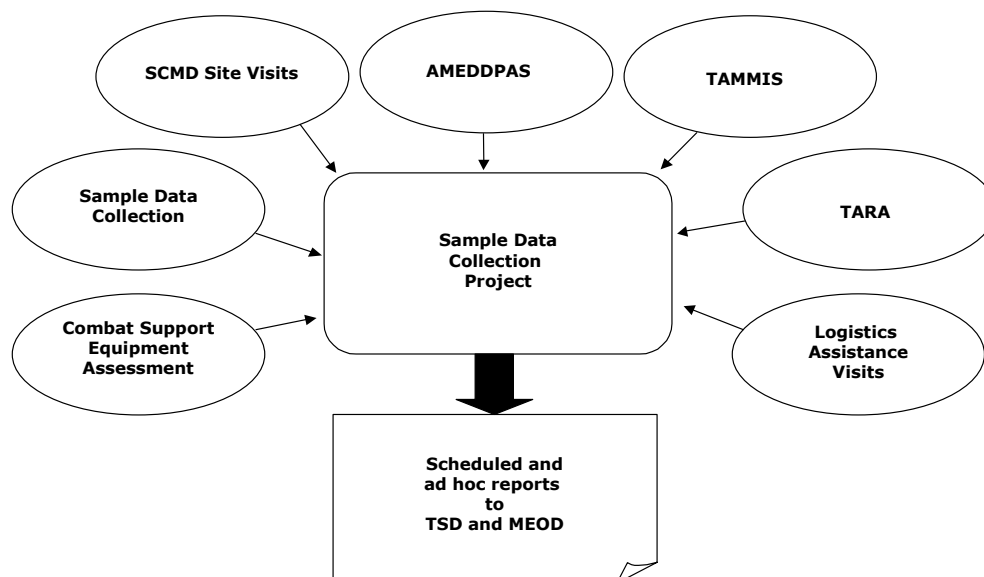 SCMD Site Visits
AMEDDPAS
TAMMIS
Sample Data
Collection
TARA
Sample Data
Collection
Project
Combat Support
Equipment
Assessment
Logistics
Assistance
Visits
Scheduled and
ad hoc reports
to
TSD and MEOD